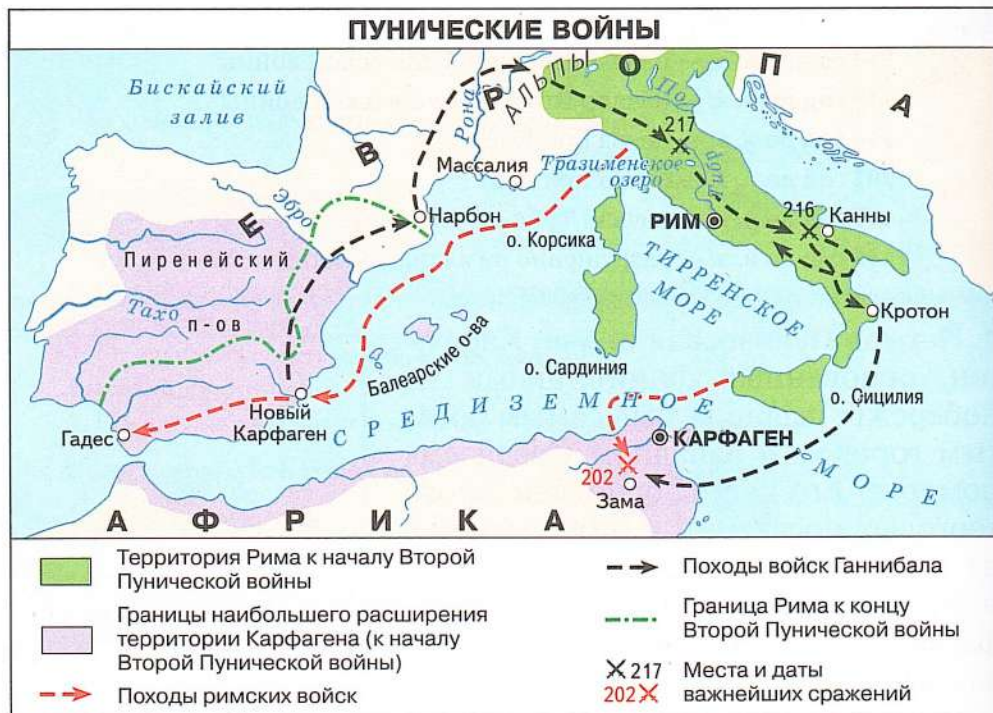 ПУНИЧЕСКИЕ ВОЙНЫ
Бискайский
залив
ЕВРОПА
АЛЬПЫ
Рона
По
217
Массалия
Тразименское
озеро
Тибр
Эбро
Нарбон
о. Корсика
РИМ
216
Канны
Пиренейский
п-ов
Тахо
ТИРРЕНСКОЕ
МОРЕ
Кротон
Балеарские о-ва
о. Сардиния
о. Сицилия
Новый
Карфаген
Гадес
СРЕДИЗЕМНОЕ
МОРЕ
КАРФАГЕН
202
Зама
АФРИКА
Территория Рима к началу Второй
Пунической войны
Границы наибольшего расширения
территории Карфагена (к началу
Второй Пунической войны)
Походы римских войск
Походы войск Ганнибала
Граница Рима к концу
Второй Пунической войны
217
202
Места и даты
важнейших сражений